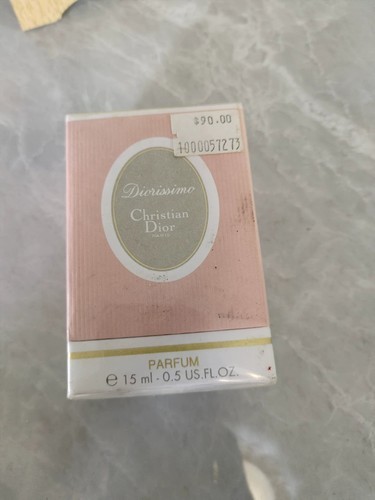 $90.00
1000057273
Diorissimo
Christian
Dior
PARFUM
℮ 15 ml - 0.5 US.FL.OZ.